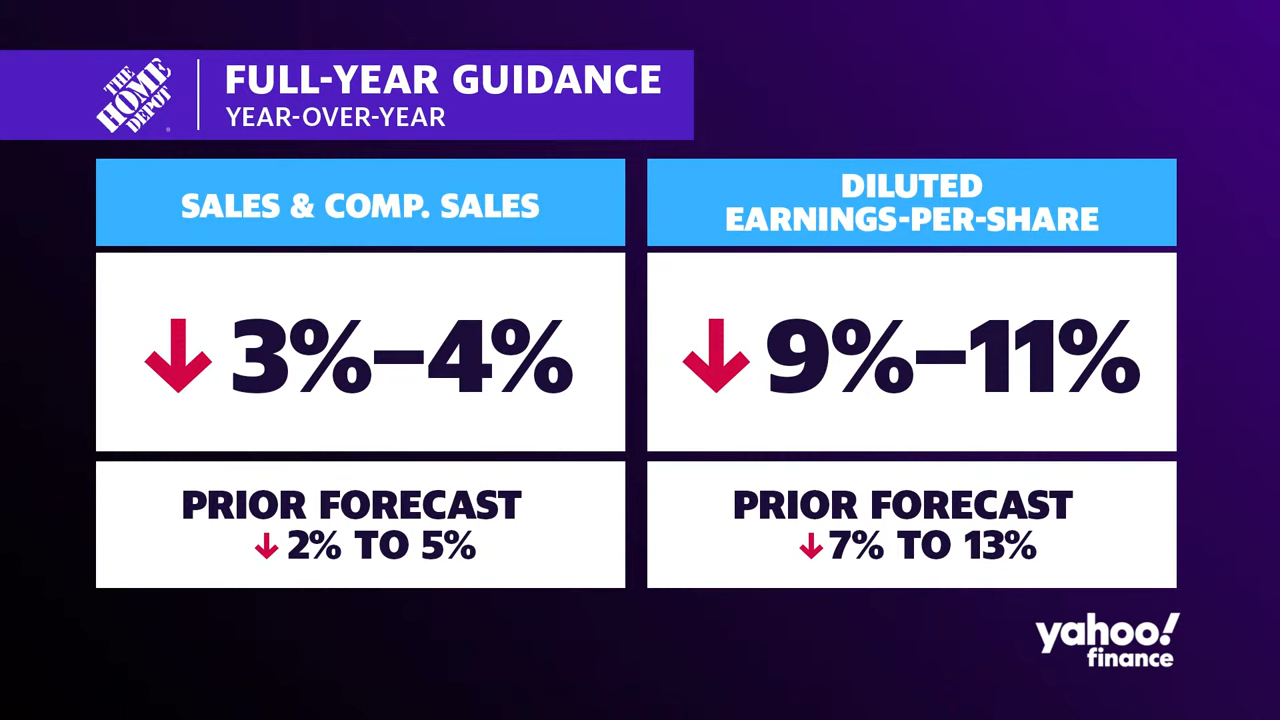 THE
HOME
DEPOT
FULL-YEAR GUIDANCE
YEAR-OVER-YEAR
SALES & COMP. SALES
↓ 3%–4%
PRIOR FORECAST
↓ 2% TO 5%
DILUTED
EARNINGS-PER-SHARE
↓ 9%–11%
PRIOR FORECAST
↓ 7% TO 13%
yahoo!
finance